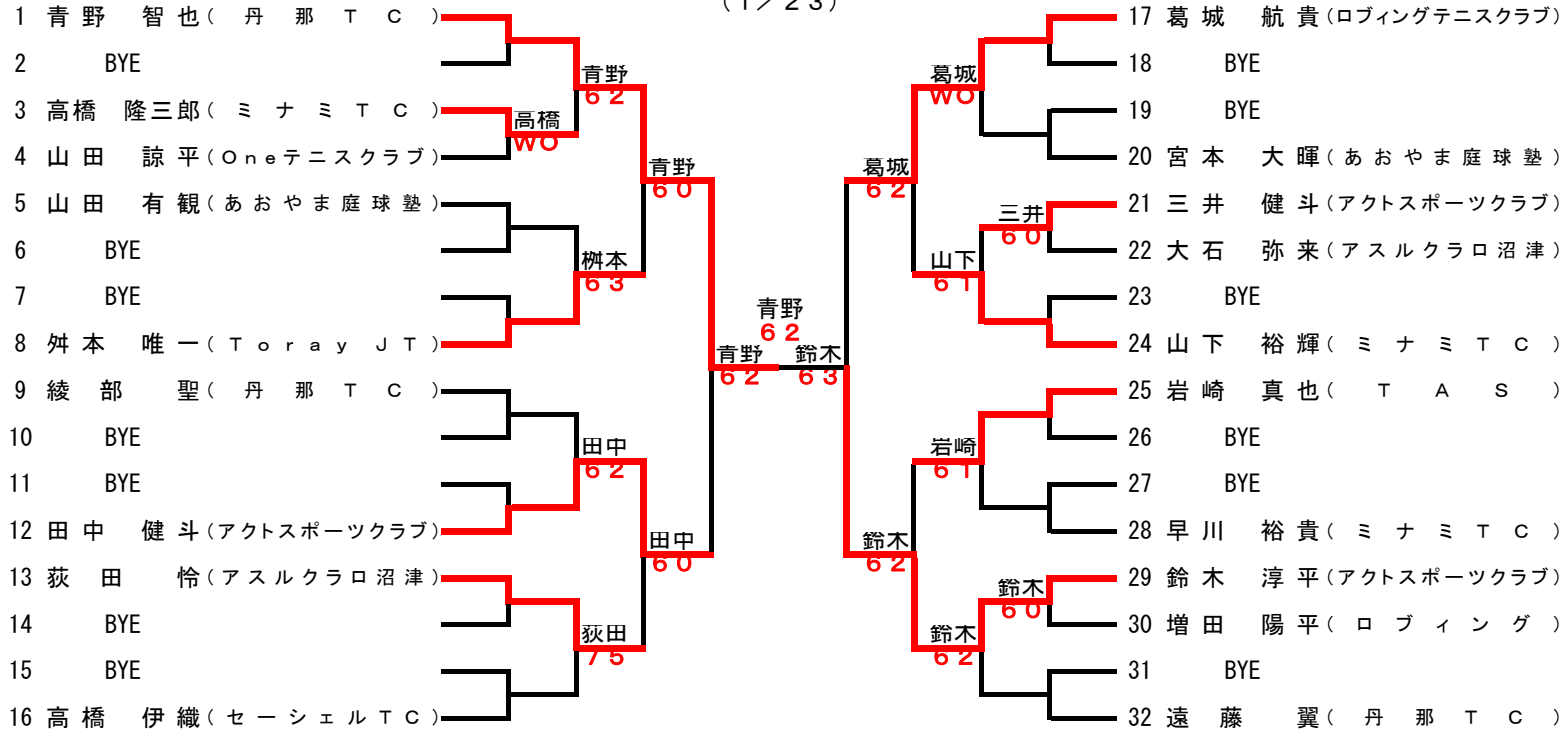 (1/23)
1 青野 智也(丹那TC)
2 BYE
3 高橋 隆三郎(ミナミTC)
4 山田 諒平(Oneテニスクラブ)
5 山田 有観(あおやま庭球塾)
6 BYE
7 BYE
8 舛本 唯一(Toray JT)
9 綾部 聖(丹那TC)
10 BYE
11 BYE
12 田中 健斗(アクトスポーツクラブ)
13 荻田 怜(アスルクラロ沼津)
14 BYE
15 BYE
16 高橋 伊織(セーシェルTC)
高橋
WO
青野
62
桝本
63
田中
62
荻田
75
青野
60
田中
60
青野
62
青野
62
鈴木
63
葛城
62
鈴木
62
葛城
WO
山下
61
岩崎
61
鈴木
62
三井
60
鈴木
60
17 葛城 航貴(ロブィングテニスクラブ)
18 BYE
19 BYE
20 宮本 大暉(あおやま庭球塾)
21 三井 健斗(アクトスポーツクラブ)
22 大石 弥来(アスルクラロ沼津)
23 BYE
24 山下 裕輝(ミナミTC)
25 岩崎 真也(TAS)
26 BYE
27 BYE
28 早川 裕貴(ミナミTC)
29 鈴木 淳平(アクトスポーツクラブ)
30 増田 陽平(ロブィング)
31 BYE
32 遠藤 翼(丹那TC)